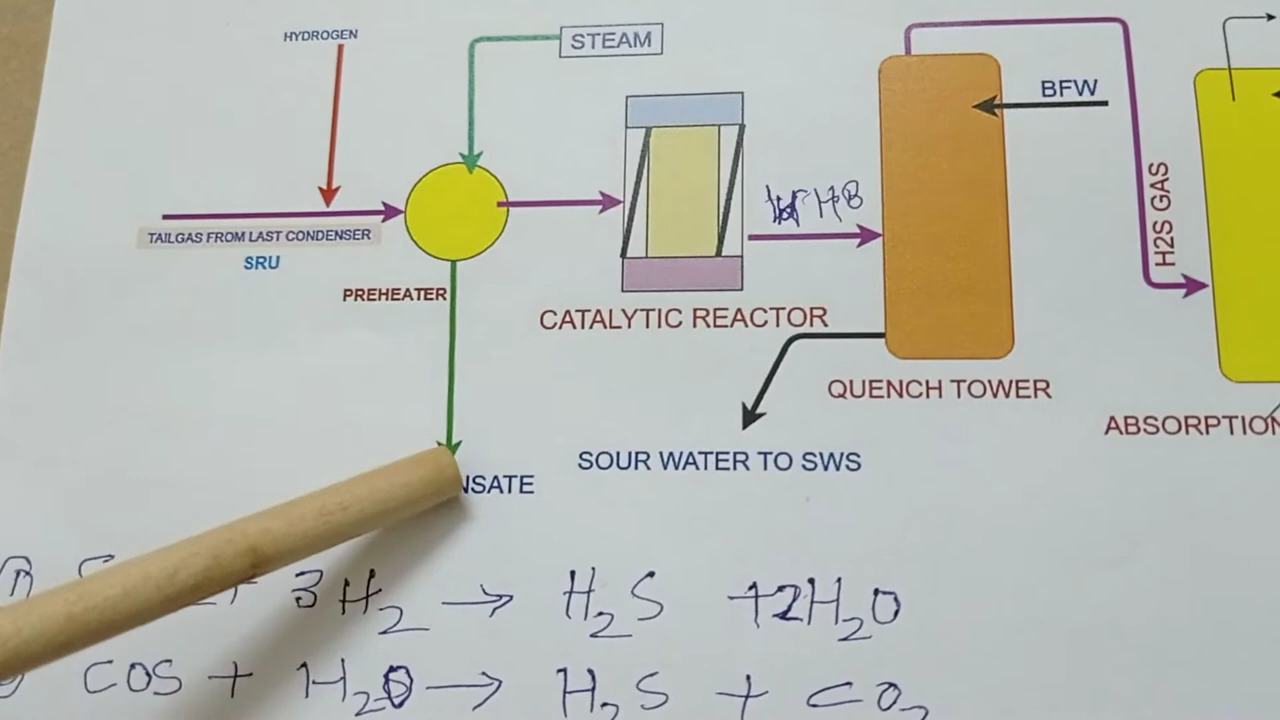 HYDROGEN
STEAM
BFW
TAILGAS FROM LAST CONDENSER
SRU
PREHEATER
H2S GAS
CATALYTIC REACTOR
QUENCH TOWER
ABSORPTION
SOUR WATER TO SWS
NSATE
+ 3H₂ → H₂S +2H₂O
COS + H₂O → H₂S + CO₂